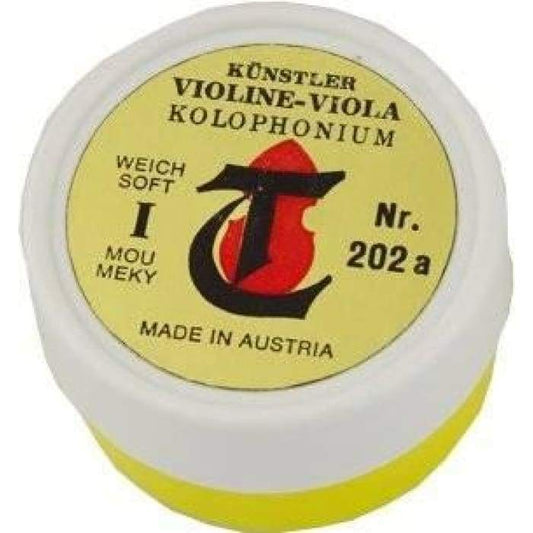 KÜNSTLER
VIOLINE-VIOLA
KOLOPHONIUM
WEICH
SOFT
I
MOU
MEKY
T
Nr.
202 a
MADE IN AUSTRIA